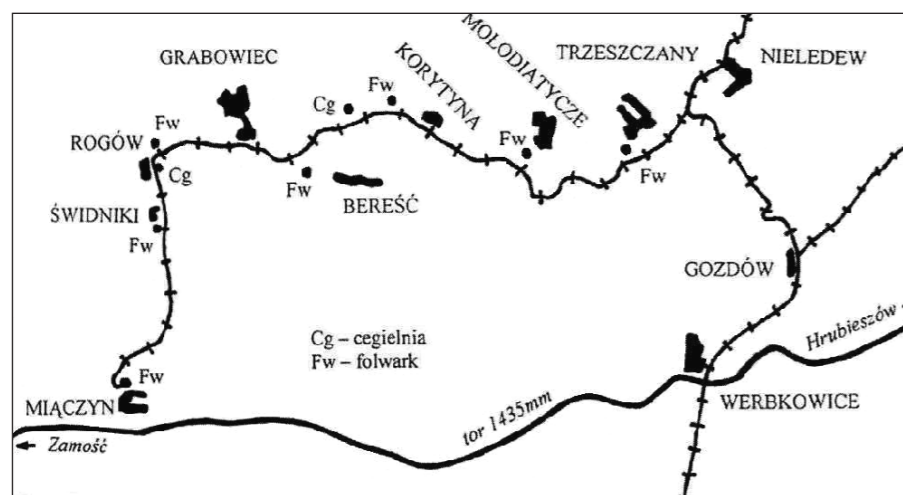 MOLODIATYCZE
TRZESZCZANY
NIELEDEW
GRABOWIEC
KORYTYNA
Fw
Cg
Fw
ROGÓW
Cg
Fw
Fw
Fw
BEREŚĆ
ŚWIDNIKI
Fw
GOZDÓW
Cg – cegielnia
Fw – folwark
Hrubieszów
Fw
MIĄCZYN
WERBKOWICE
tor 1435mm
← Zamość